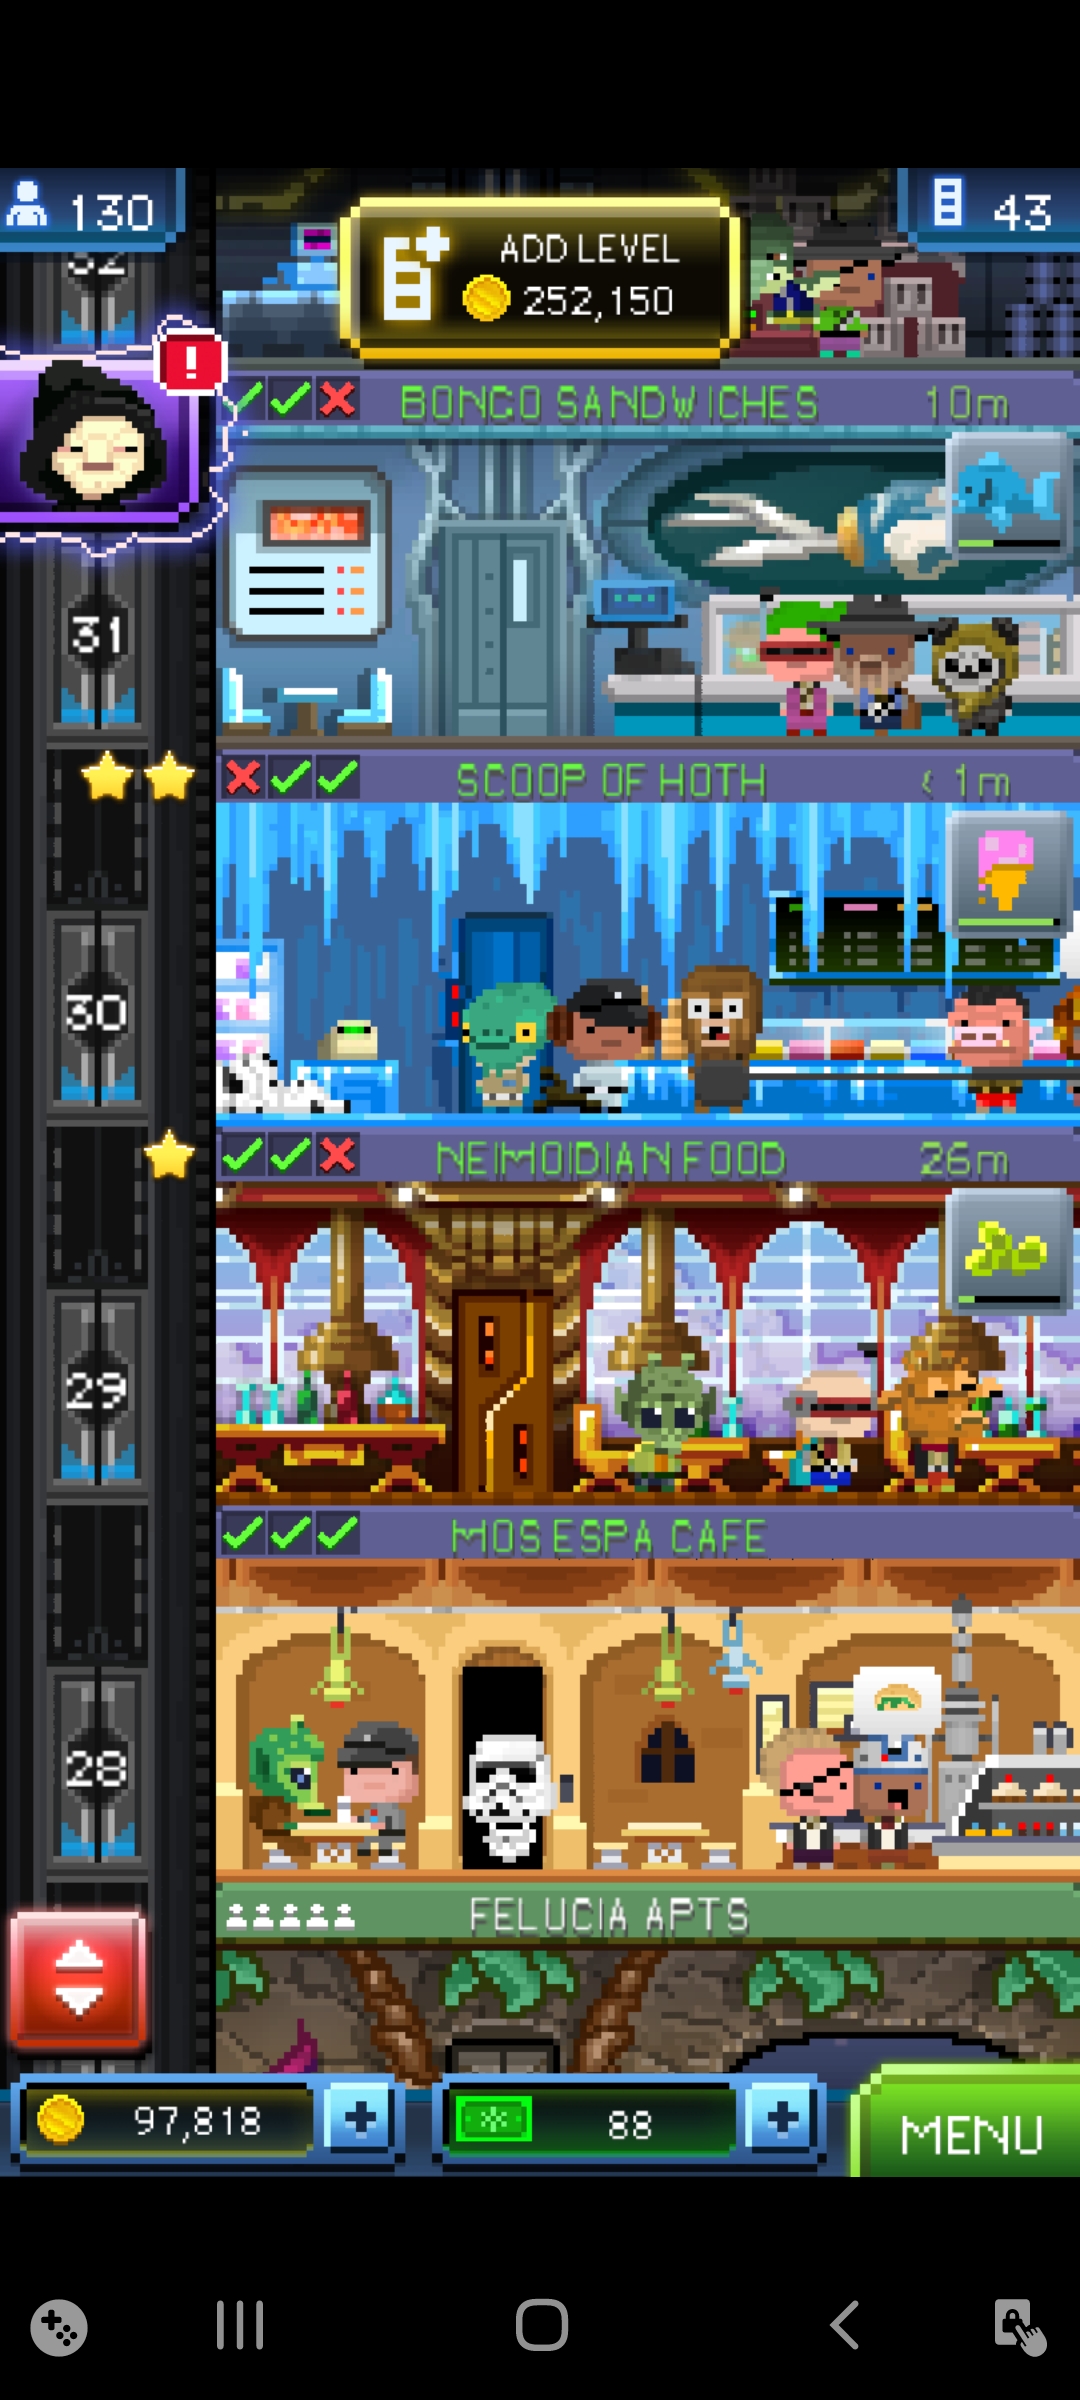 130
43
ADD LEVEL
252,150
32
!
BONGO SANDWICHES 10m
31
SCOOP OF HOTH < 1m
30
NEIMOIDIAN FOOD 26m
29
MOS ESPA CAFE
28
FELUCIA APTS
97,818
+
88
+
MENU